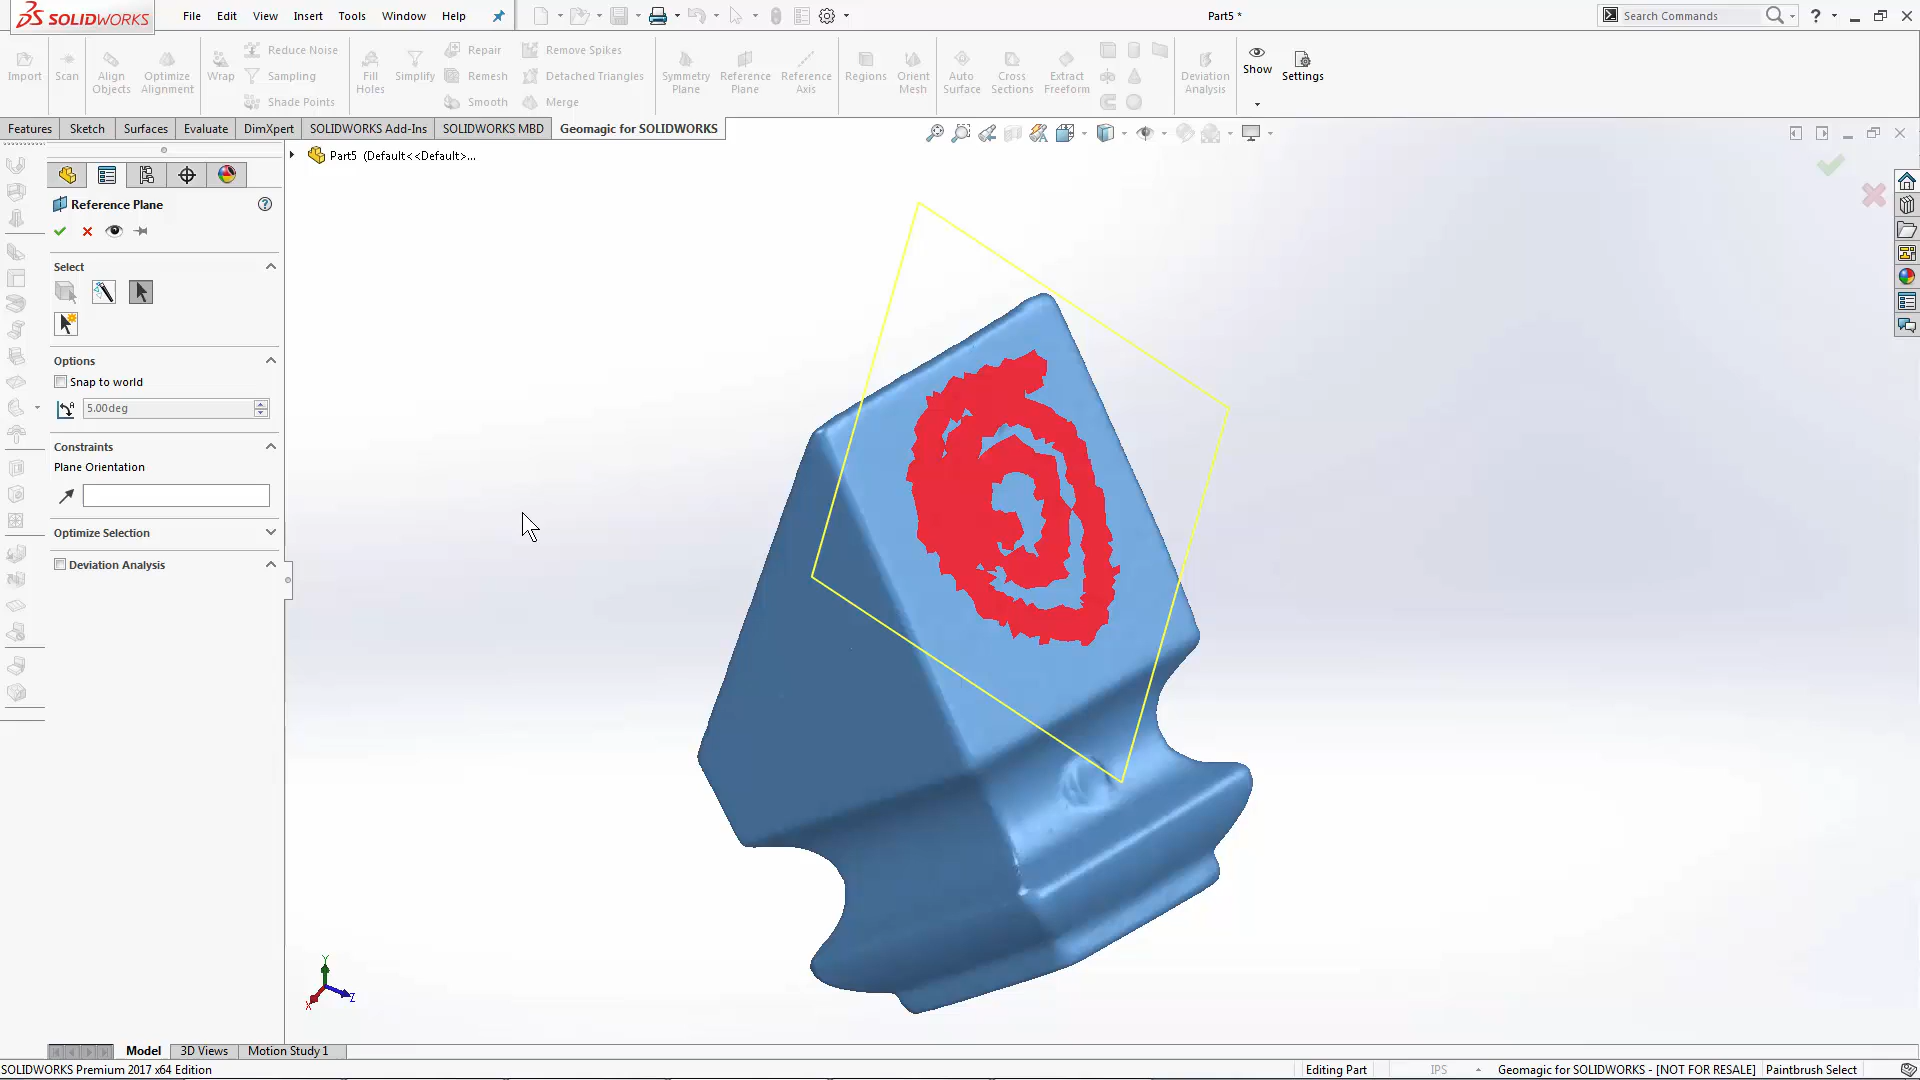 SOLIDWORKS File Edit View Insert Tools Window Help Part5 * Search Commands ?
Import Scan Align Objects Optimize Alignment Wrap Reduce Noise Sampling Shade Points Fill Holes Simplify Repair Remesh Smooth Remove Spikes Detached Triangles Merge Symmetry Plane Reference Plane Reference Axis Regions Orient Mesh Auto Surface Cross Sections Extract Freeform Deviation Analysis Show Settings
Features Sketch Surfaces Evaluate DimXpert SOLIDWORKS Add-Ins SOLIDWORKS MBD Geomagic for SOLIDWORKS
Part5 (Default<<Default>...
Reference Plane ?
Select
Options
Snap to world
5.00deg
Constraints
Plane Orientation
Optimize Selection
Deviation Analysis
Y
X Z
Model 3D Views Motion Study 1
SOLIDWORKS Premium 2017 x64 Edition Editing Part IPS Geomagic for SOLIDWORKS - [NOT FOR RESALE] Paintbrush Select